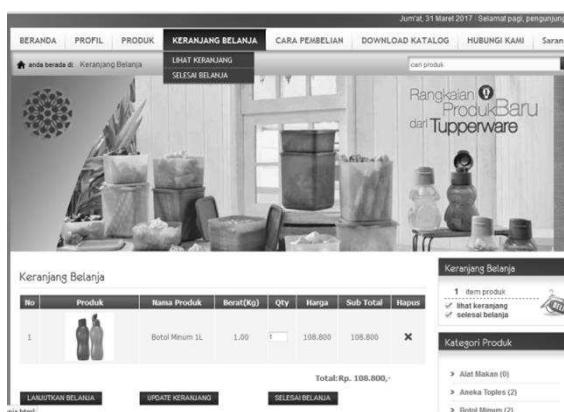 Jum'at, 31 Maret 2017 Selamat pagi, pengunjung
BERANDA PROFIL PRODUK KERANJANG BELANJA CARA PEMBELIAN DOWNLOAD KATALOG HUBUNGI KAMI Saran
LIHAT KERANJANG
SELESAI BELANJA
anda berada di: Keranjang Belanja
cari produk
Rangkaian
Produk Baru
dari Tupperware
Keranjang Belanja
No Produk Nama Produk Berat(Kg) Qty Harga Sub Total Hapus
1 Botol Minum 1L 1.00 1 108.800 108.800
Total: Rp. 108.800,-
LANJUTKAN BELANJA UPDATE KERANJANG SELESAI BELANJA
Keranjang Belanja
1 item produk
lihat keranjang
selesai belanja
Kategori Produk
Alat Makan (0)
Aneka Toples (2)
Botol Minum (2)